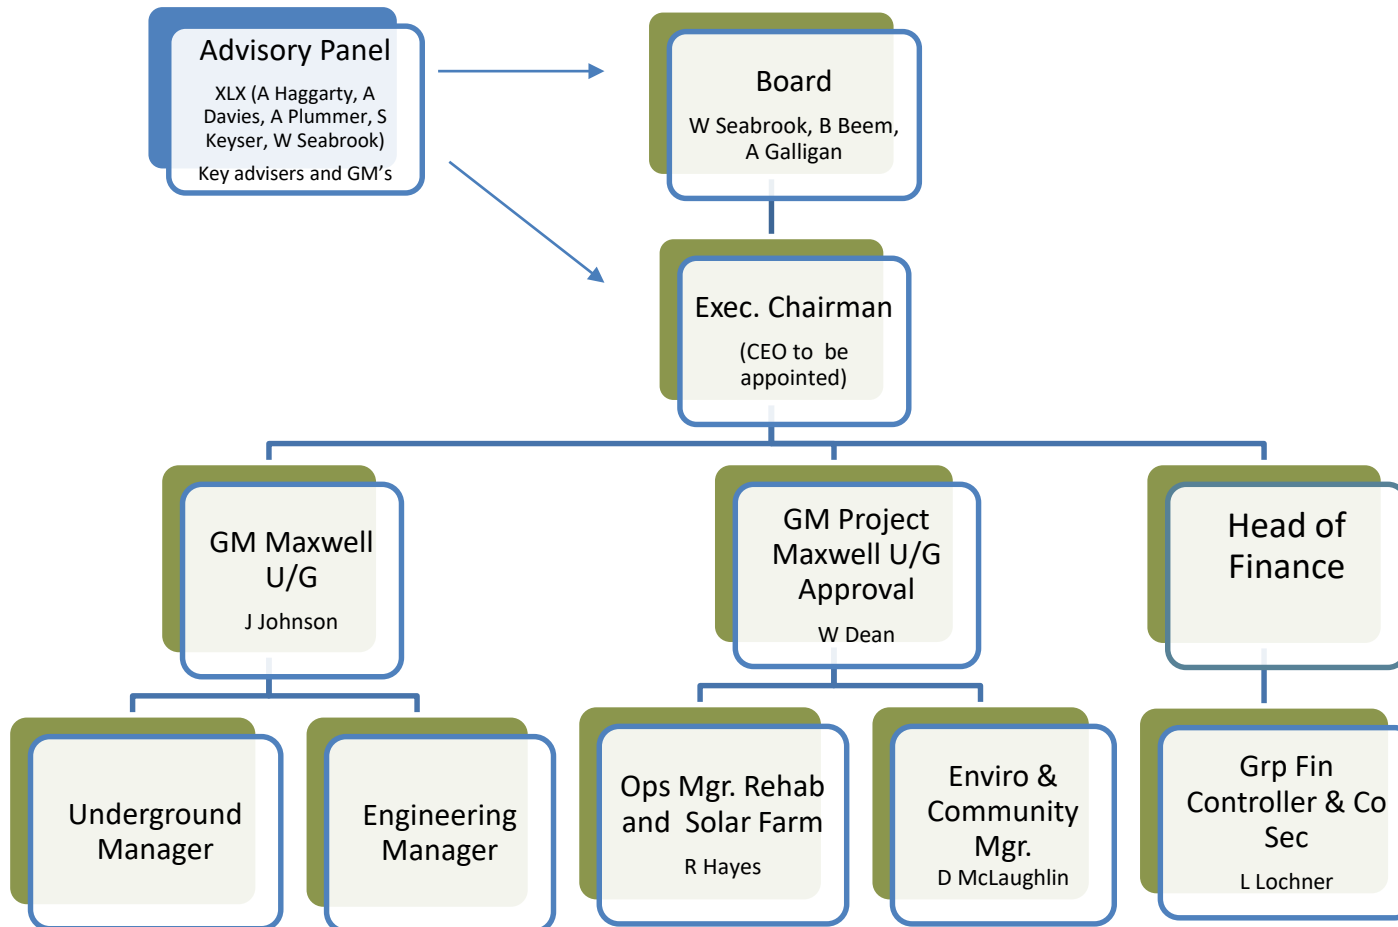 Advisory Panel
XLX (A Haggarty, A
Davies, A Plummer, S
Keyser, W Seabrook)
Key advisers and GM’s
Board
W Seabrook, B Beem,
A Galligan
Exec. Chairman
(CEO to  be
appointed)
GM Maxwell
U/G
J Johnson
GM Project
Maxwell U/G
Approval
W Dean
Head of
Finance
Underground
Manager
Engineering
Manager
Ops Mgr. Rehab
and  Solar Farm
R Hayes
Enviro &
Community
Mgr.
D McLaughlin
Grp Fin
Controller & Co
Sec
L Lochner